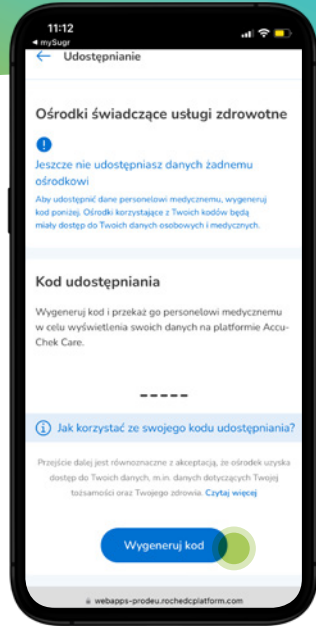 11:12
◀ mySugr
← Udostępnianie
Ośrodki świadczące usługi zdrowotne
Jeszcze nie udostępniasz danych żadnemu
ośrodkowi
Aby udostępnić dane personelowi medycznemu, wygeneruj
kod poniżej. Ośrodki korzystające z Twoich kodów będą
miały dostęp do Twoich danych osobowych i medycznych.
Kod udostępniania
Wygeneruj kod i przekaż go personelowi medycznemu
w celu wyświetlenia swoich danych na platformie Accu-
Chek Care.
-----
Jak korzystać ze swojego kodu udostępniania?
Przejście dalej jest równoznaczne z akceptacją, że ośrodek uzyska
dostęp do Twoich danych, m.in. danych dotyczących Twojej
tożsamości oraz Twojego zdrowia. Czytaj więcej
Wygeneruj kod
webapps-prodeu.rochedcplatform.com